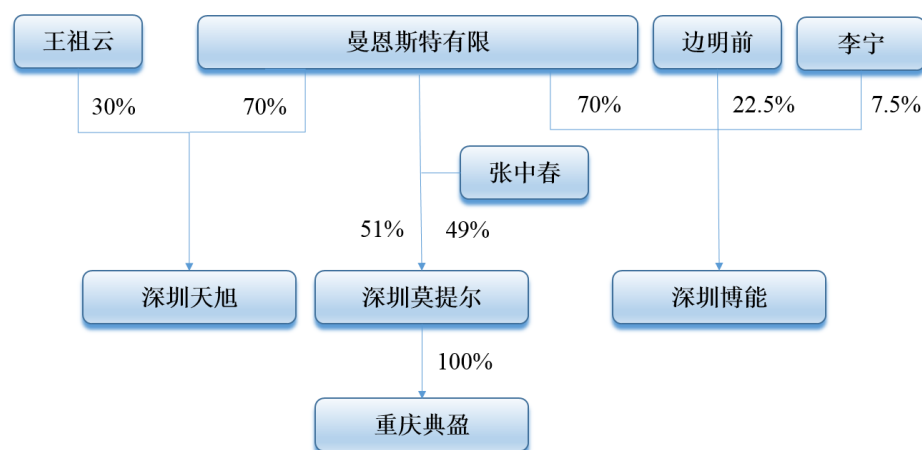 王祖云
曼恩斯特有限
边明前
李宁
30%
70%
70%
22.5%
7.5%
张中春
51%
49%
深圳天旭
深圳莫提尔
深圳博能
100%
重庆典盈